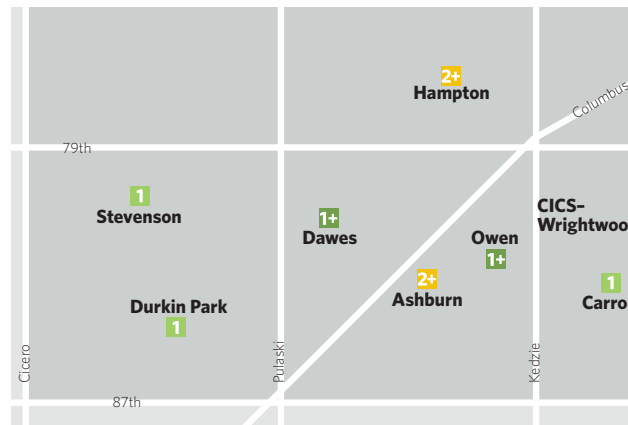 2+
Hampton
Columbus
79th
1
Stevenson
1+
Dawes
CICS–
Wrightwoo
Owen
1+
2+
Ashburn
1
Carro
Durkin Park
1
Cicero
Pulaski
Kedzie
87th